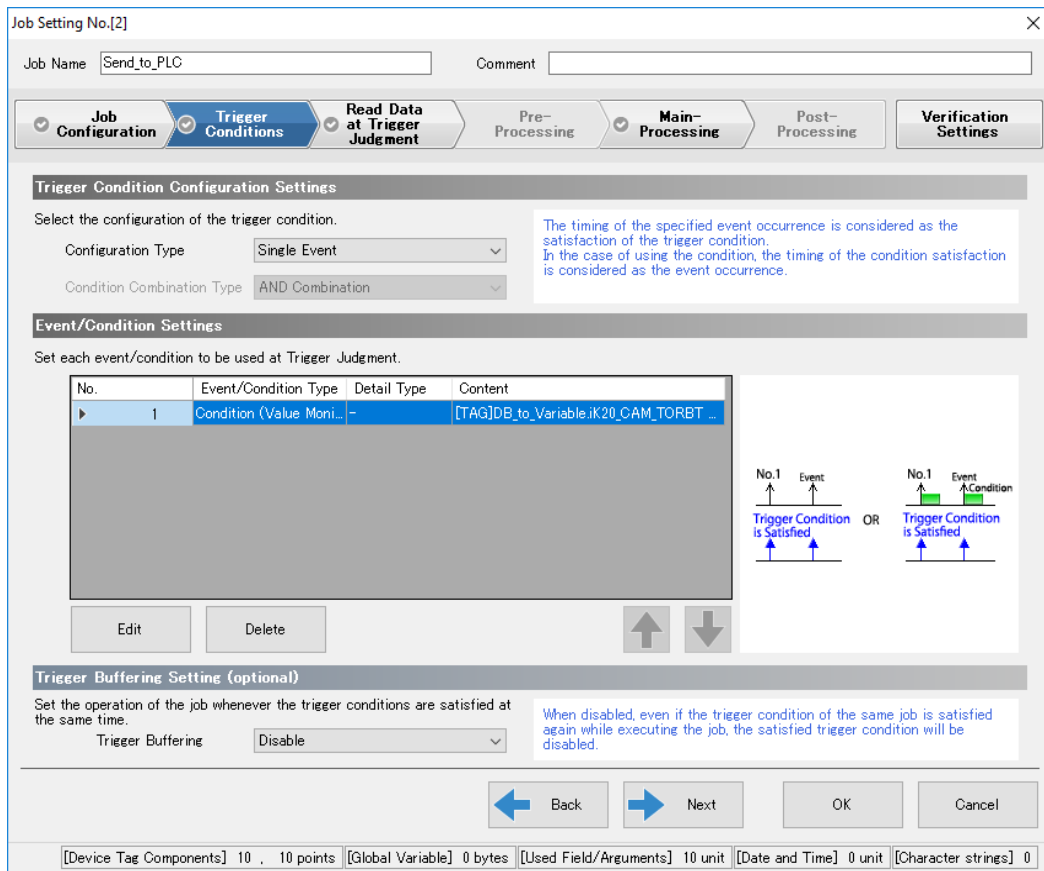 Job Setting No.[2]
Job Name Send_to_PLC Comment
Job Configuration
Trigger Conditions
Read Data at Trigger Judgment
Pre-Processing
Main-Processing
Post-Processing
Verification Settings
Trigger Condition Configuration Settings
Select the configuration of the trigger condition.
Configuration Type Single Event
Condition Combination Type AND Combination
The timing of the specified event occurrence is considered as the
satisfaction of the trigger condition.
In the case of using the condition, the timing of the condition satisfaction
is considered as the event occurrence.
Event/Condition Settings
Set each event/condition to be used at Trigger Judgment.
No. Event/Condition Type Detail Type Content
1 Condition (Value Moni... - [TAG]DB_to_Variable.iK20_CAM_TORBT ...
No.1 Event
Trigger Condition
is Satisfied
OR
No.1 Event
Condition
Trigger Condition
is Satisfied
Edit Delete
Trigger Buffering Setting (optional)
Set the operation of the job whenever the trigger conditions are satisfied at
the same time.
Trigger Buffering Disable
When disabled, even if the trigger condition of the same job is satisfied
again while executing the job, the satisfied trigger condition will be
disabled.
Back Next OK Cancel
[Device Tag Components] 10 , 10 points [Global Variable] 0 bytes [Used Field/Arguments] 10 unit [Date and Time] 0 unit [Character strings] 0